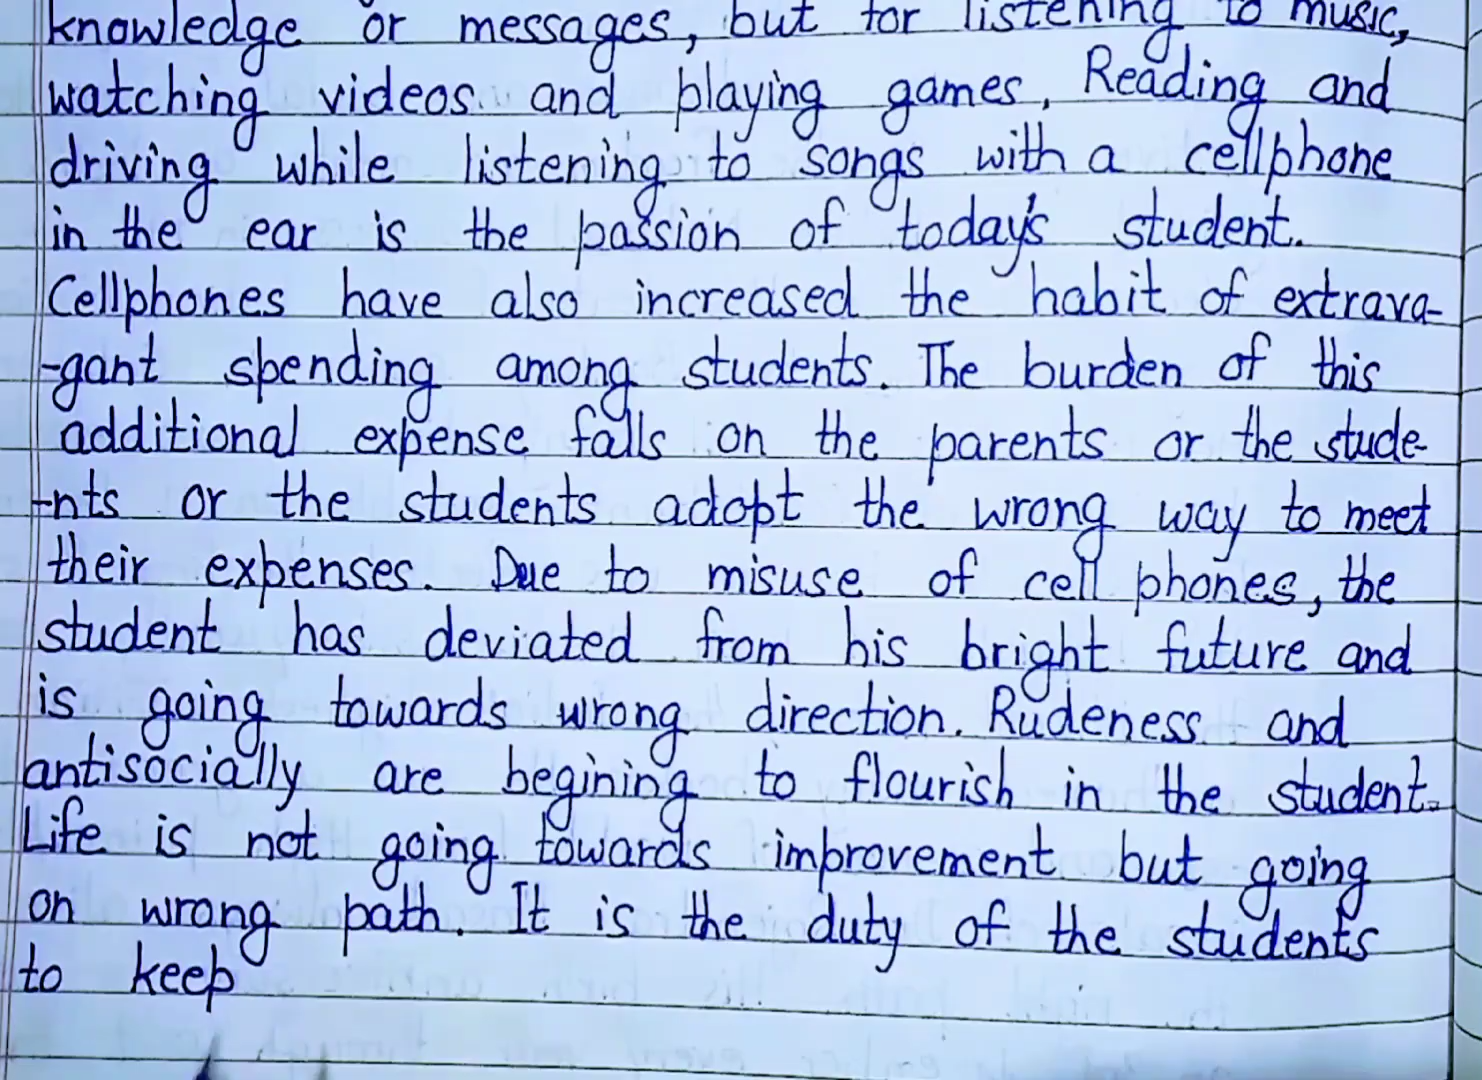 knowledge or messages, but for listening to music,
watching videos and playing games. Reading and
driving while listening to songs with a cellphone
in the ear is the passion of today's student.
Cellphones have also increased the habit of extrava-
-gant spending among students. The burden of this
additional expense falls on the parents or the stude-
-nts or the students adopt the wrong way to meet
their expenses. Due to misuse of cell phones, the
student has deviated from his bright future and
is going towards wrong direction. Rudeness and
antisocially are begining to flourish in the student.
Life is not going towards improvement but going
on wrong path. It is the duty of the students
to keep